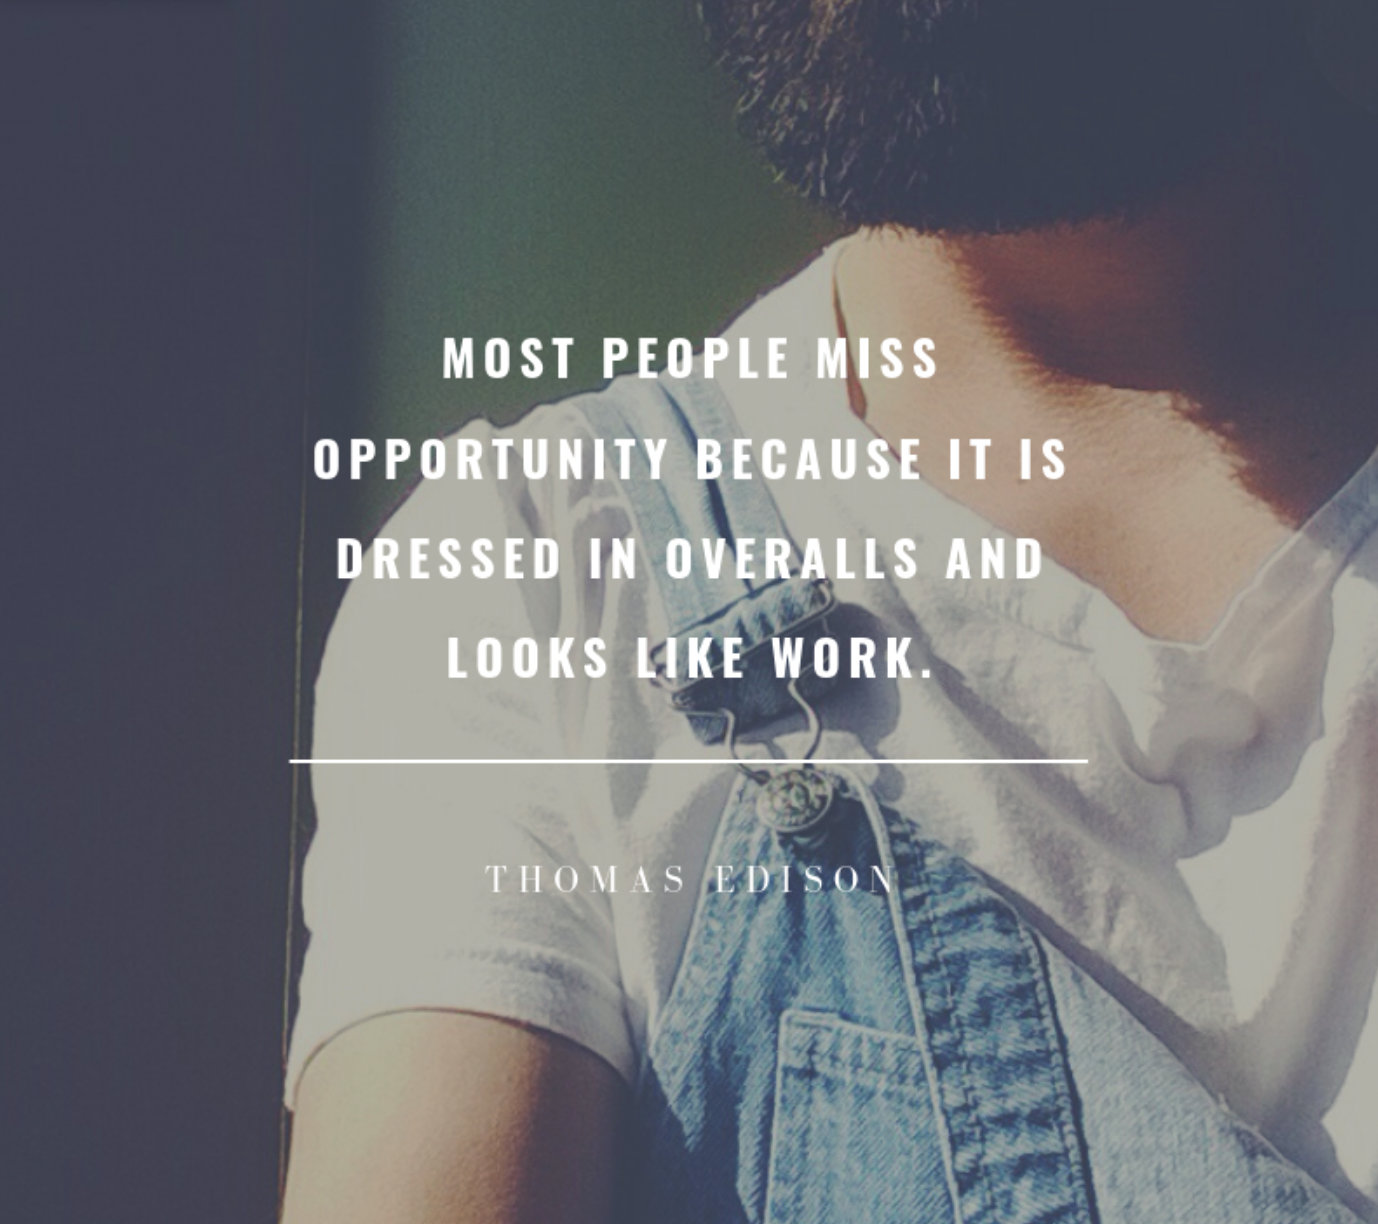 MOST PEOPLE MISS
OPPORTUNITY BECAUSE IT IS
DRESSED IN OVERALLS AND
LOOKS LIKE WORK.
THOMAS EDISON